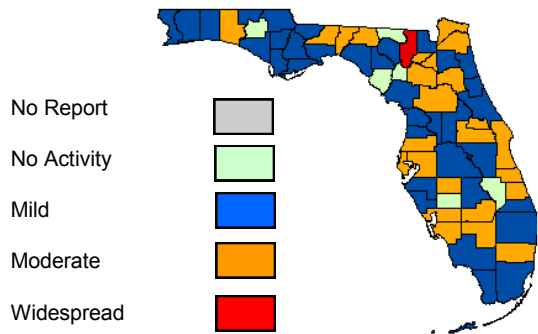 No Report
No Activity
Mild
Moderate
Widespread